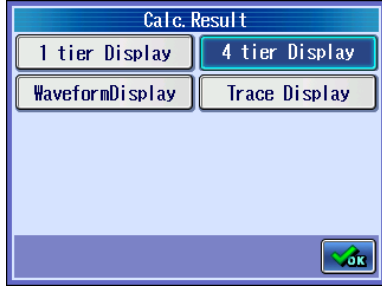 Calc.Result
1 tier Display
4 tier Display
WaveformDisplay
Trace Display
OK